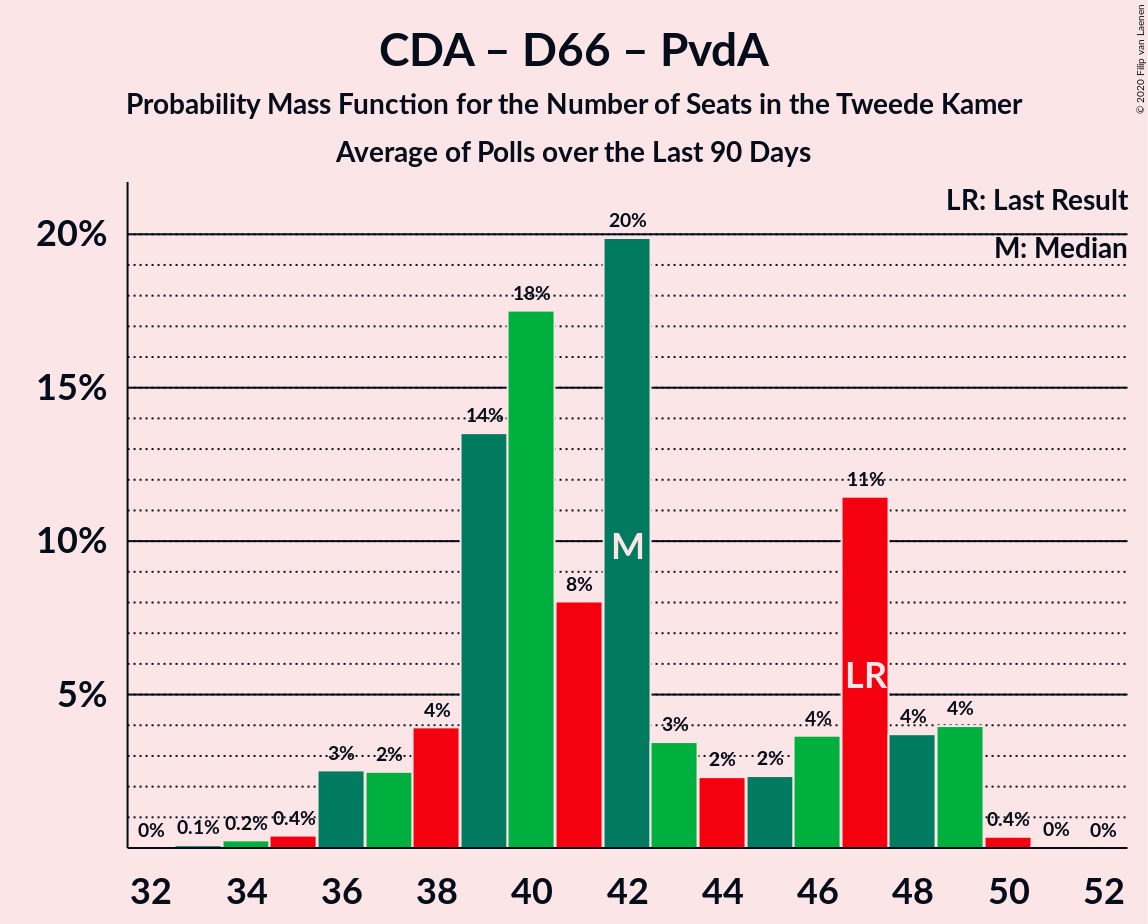 CDA – D66 – PvdA
Probability Mass Function for the Number of Seats in the Tweede Kamer
Average of Polls over the Last 90 Days
© 2020 Filip van Laenen
LR: Last Result
M: Median
20%
15%
10%
5%
0%
0.1%
0.2%
0.4%
3%
2%
4%
14%
18%
8%
20%
M
3%
2%
2%
4%
11%
LR
4%
4%
0.4%
0%
0%
32 34 36 38 40 42 44 46 48 50 52